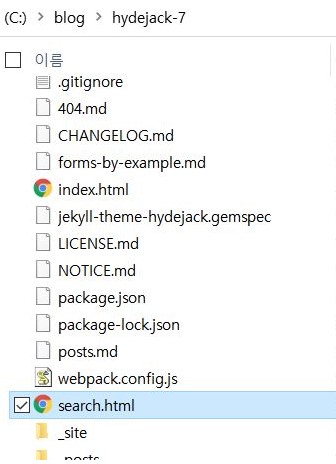 (C:) > blog > hydejack-7
이름
.gitignore
404.md
CHANGELOG.md
forms-by-example.md
index.html
jekyll-theme-hydejack.gemspec
LICENSE.md
NOTICE.md
package.json
package-lock.json
posts.md
webpack.config.js
search.html
_site
_posts